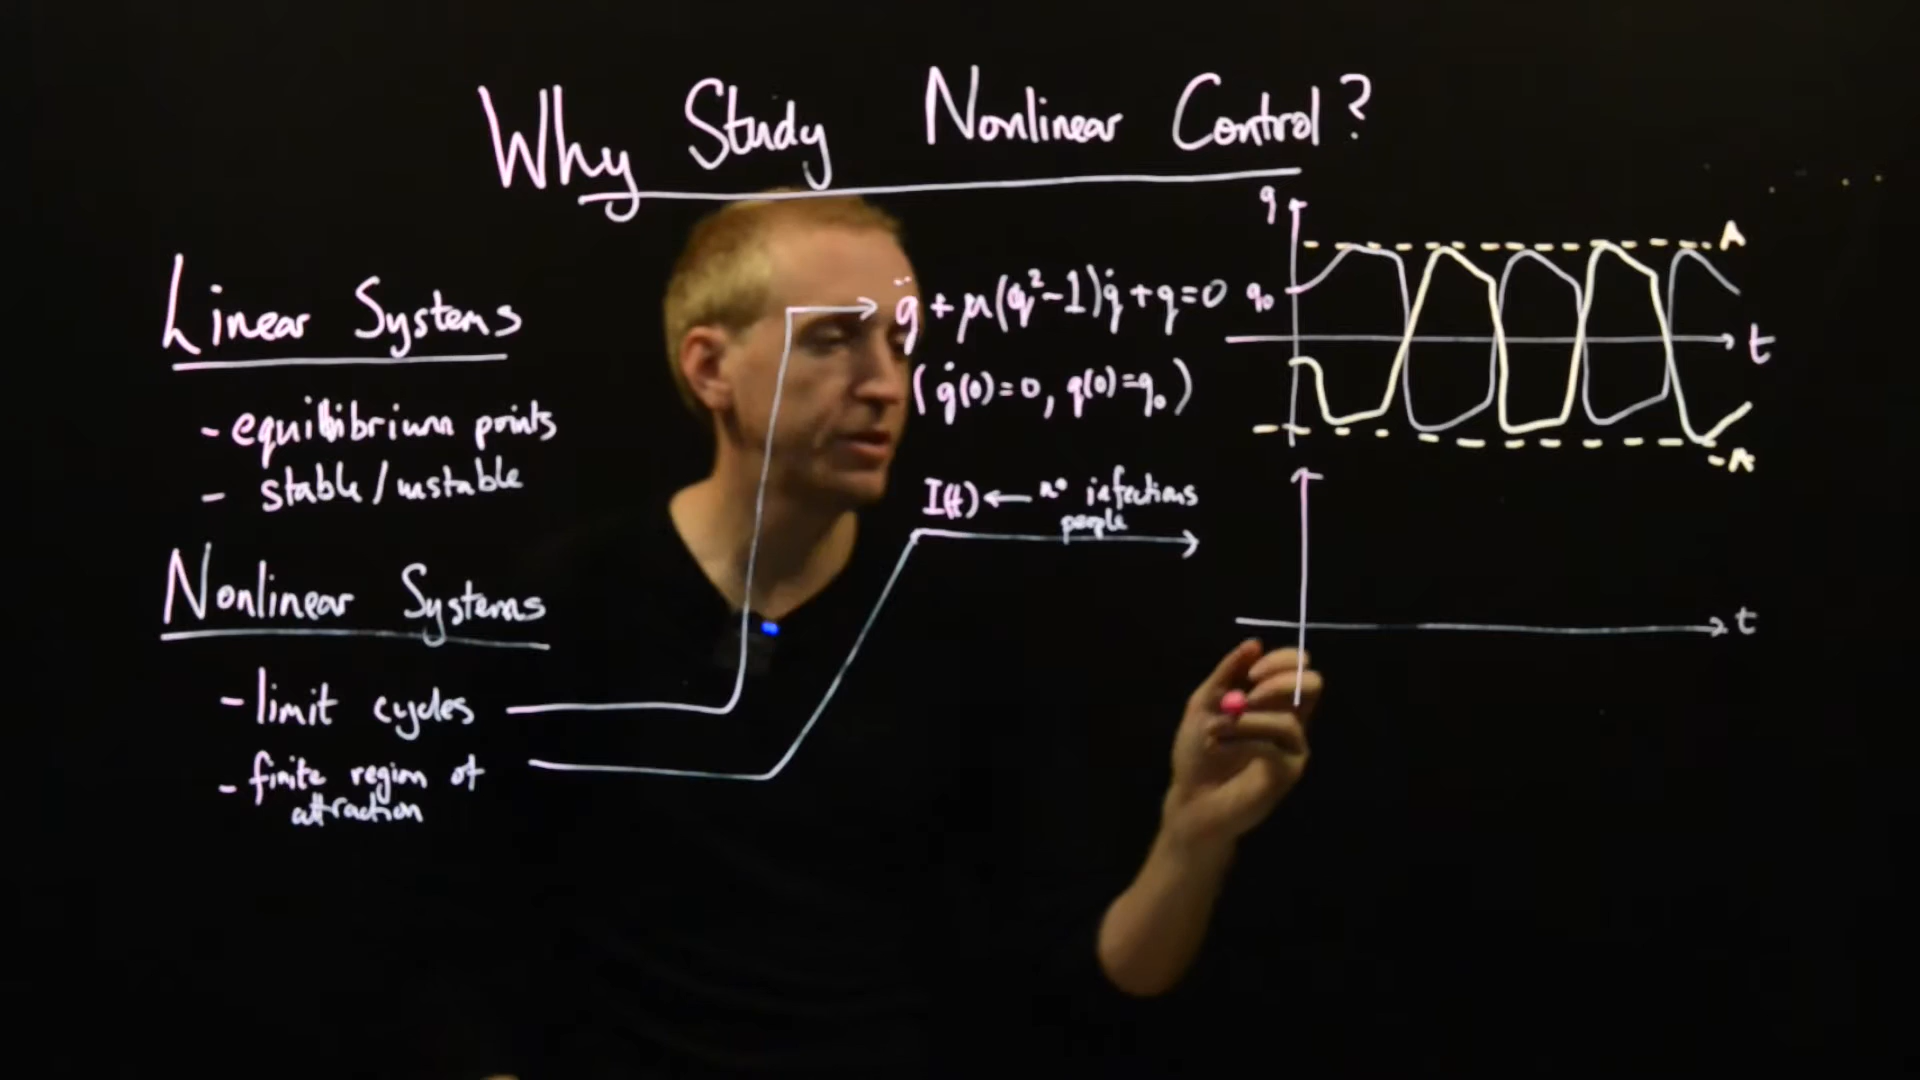 Why Study Nonlinear Control?
Linear Systems
- equilibrium points
- stable/unstable
Nonlinear Systems
- limit cycles
- finite region of
attraction
q̈ + μ(q²-1)q̇ + q = 0
(q̇(0)=0, q(0)=q₀)
I(t) ← nº infections
people
q
A
q₀
t
-A
t